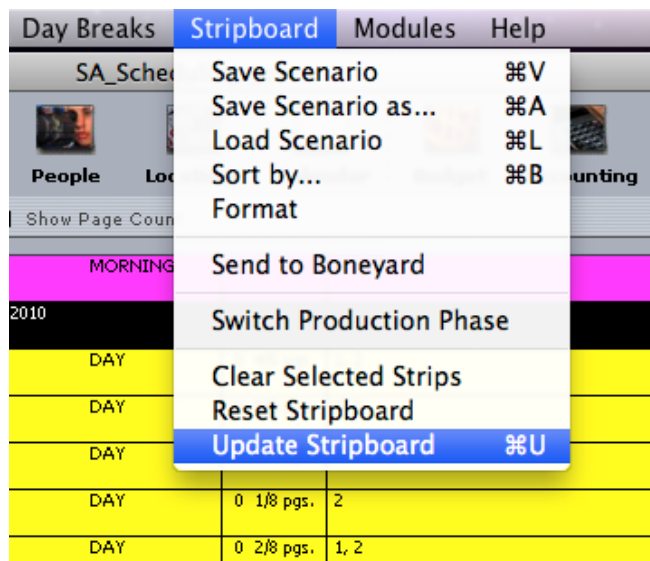 Day Breaks Stripboard Modules Help
SA_Sched
Save Scenario ⌘V
Save Scenario as... ⌘A
Load Scenario ⌘L
Sort by... ⌘B
Format
Send to Boneyard
Switch Production Phase
Clear Selected Strips
Reset Stripboard
Update Stripboard ⌘U
People Loc Budget unting
Show Page Coun
MORNING
2010
DAY
DAY
DAY
DAY 0 1/8 pgs. 2
DAY 0 2/8 pgs. 1, 2